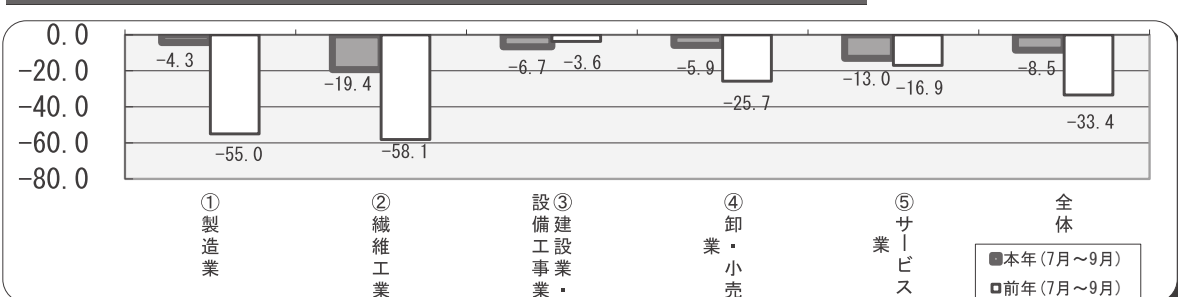 0.0
-20.0
-40.0
-60.0
-80.0
-4.3
-55.0
-19.4
-58.1
-6.7
-3.6
-5.9
-25.7
-13.0
-16.9
-8.5
-33.4
①製造業
②繊維工業
③建設業・
設備工事業
④卸・小売
業
⑤サービス
業
全体
本年(7月～9月)
前年(7月～9月)